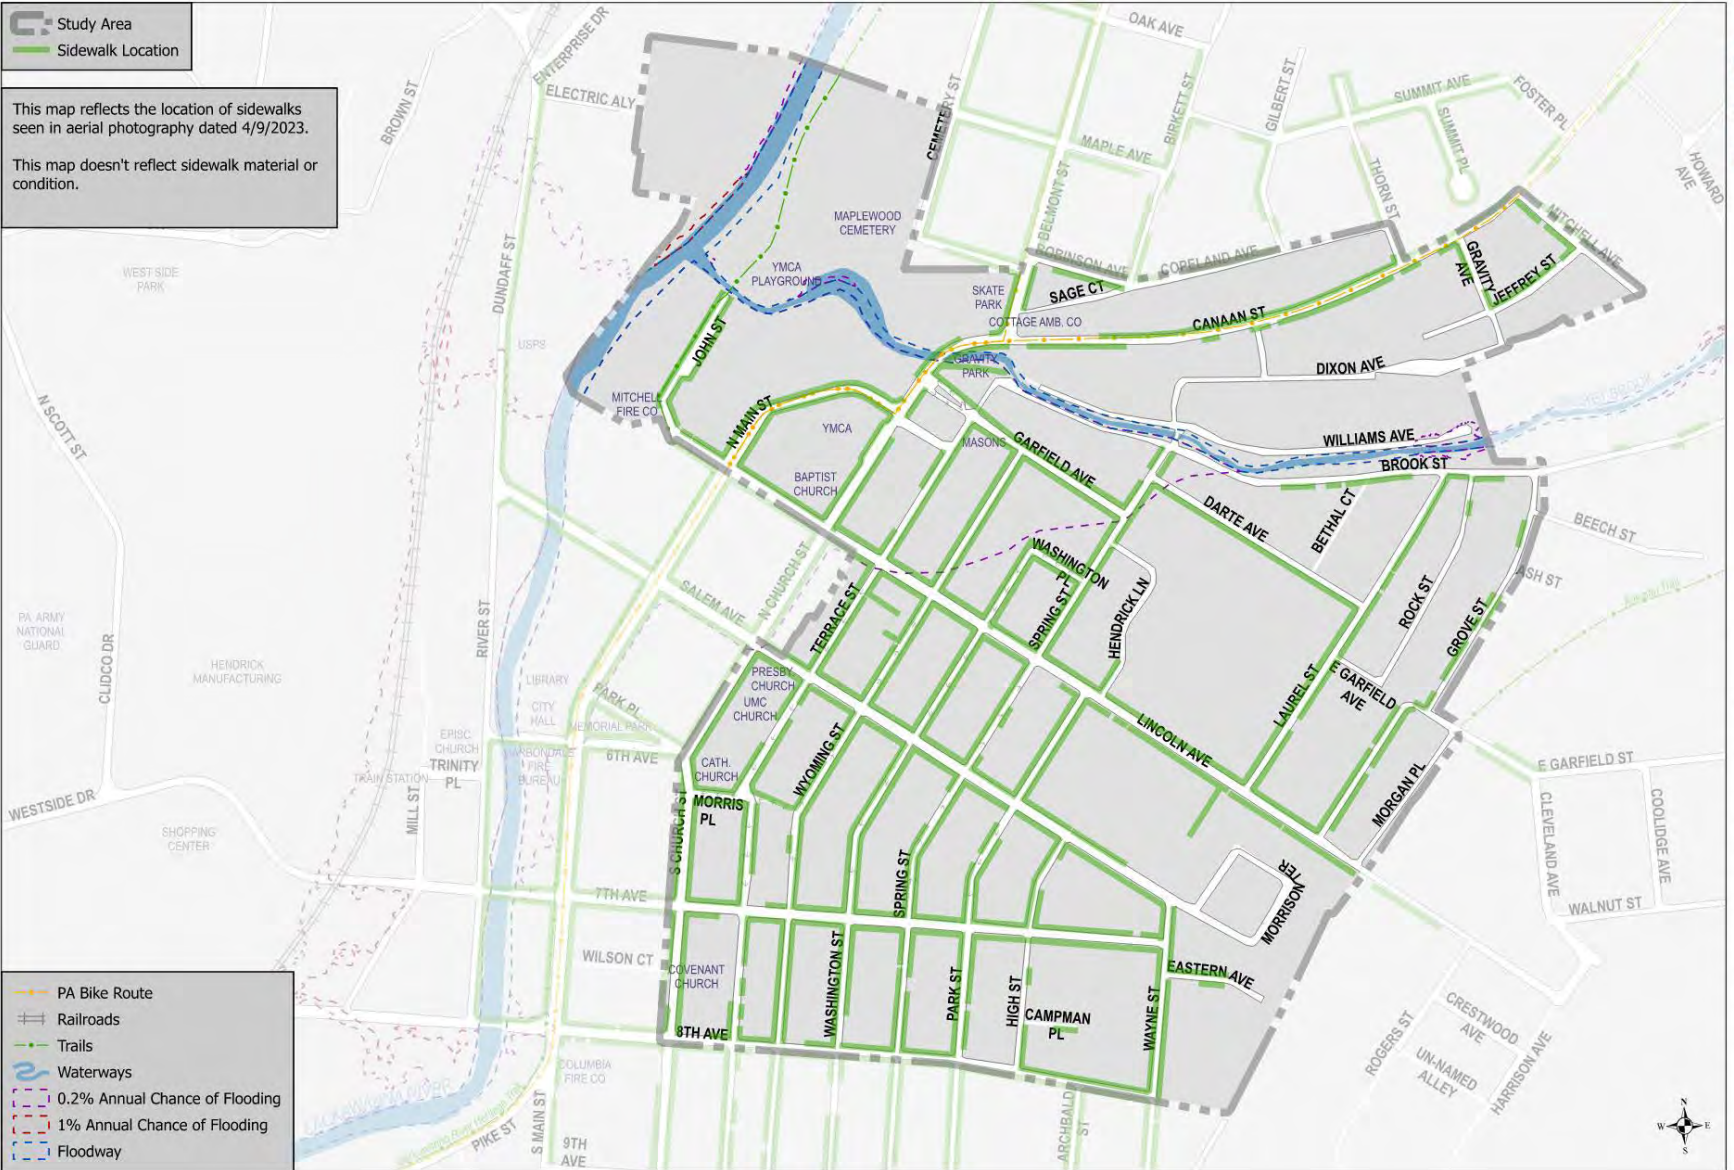 Study Area
Sidewalk Location
This map reflects the location of sidewalks
seen in aerial photography dated 4/9/2023.
This map doesn't reflect sidewalk material or
condition.
OAK AVE
ENTERPRISE DR
ELECTRIC ALY
BROWN ST
CEMETERY ST
BIRKETT ST
GILBERT ST
SUMMIT AVE
FOSTER PL
SUMMIT PL
MAPLE AVE
BELMONT ST
THORN ST
HOWARD
AVE
MAPLEWOOD
CEMETERY
MITCHELL AVE
DUNDAFF ST
WEST SIDE
PARK
YMCA
PLAYGROUND
ROBINSON AVE
COPELAND AVE
GRAVITY
AVE
JEFFREY ST
SKATE
PARK
SAGE CT
COTTAGE AMB. CO
CANAAN ST
USPS
JOHN ST
GRAVITY
PARK
DIXON AVE
N SCOTT ST
MITCHELL
FIRE CO
N MAIN ST
YMCA
MASONS
GARFIELD AVE
WILLIAMS AVE
BROOK ST
BAPTIST
CHURCH
DARTE AVE
BETHAL CT
BEECH ST
WASHINGTON
PL
ASH ST
N CHURCH ST
SALEM AVE
TERRACE ST
SPRING ST
HENDRICK LN
ROCK ST
GROVE ST
PA ARMY
NATIONAL
GUARD
CLIDCO DR
RIVER ST
HENDRICK
MANUFACTURING
LIBRARY
PARK PL
PRESBY
CHURCH
UMC
CHURCH
LAUREL ST
E GARFIELD
AVE
CITY
HALL
MEMORIAL PARK
EPISC.
CHURCH
TRINITY
PL
CARBONDALE
FIRE
BUREAU
6TH AVE
CATH.
CHURCH
WYOMING ST
LINCOLN AVE
E GARFIELD ST
TRAIN STATION
WESTSIDE DR
MILL ST
MORRIS
PL
MORGAN PL
CLEVELAND AVE
COOLIDGE AVE
SHOPPING
CENTER
S CHURCH ST
SPRING ST
MORRISON
TER
7TH AVE
WALNUT ST
WILSON CT
COVENANT
CHURCH
WASHINGTON ST
PARK ST
HIGH ST
EASTERN AVE
CAMPMAN
PL
WAYNE ST
8TH AVE
CRESTWOOD
AVE
ROGERS ST
UN-NAMED
ALLEY
HARRISON AVE
COLUMBIA
FIRE CO
LACKAWANNA RIVER
PIKE ST
S MAIN ST
9TH
AVE
ARCHBALD
ST
PA Bike Route
Railroads
Trails
Waterways
0.2% Annual Chance of Flooding
1% Annual Chance of Flooding
Floodway
N
W
E
S